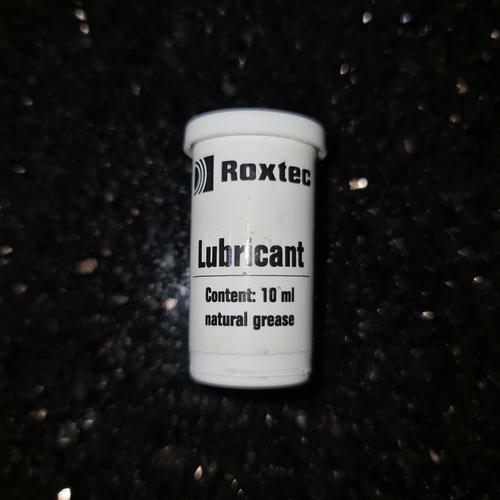 Roxtec
Lubricant
Content: 10 ml
natural grease